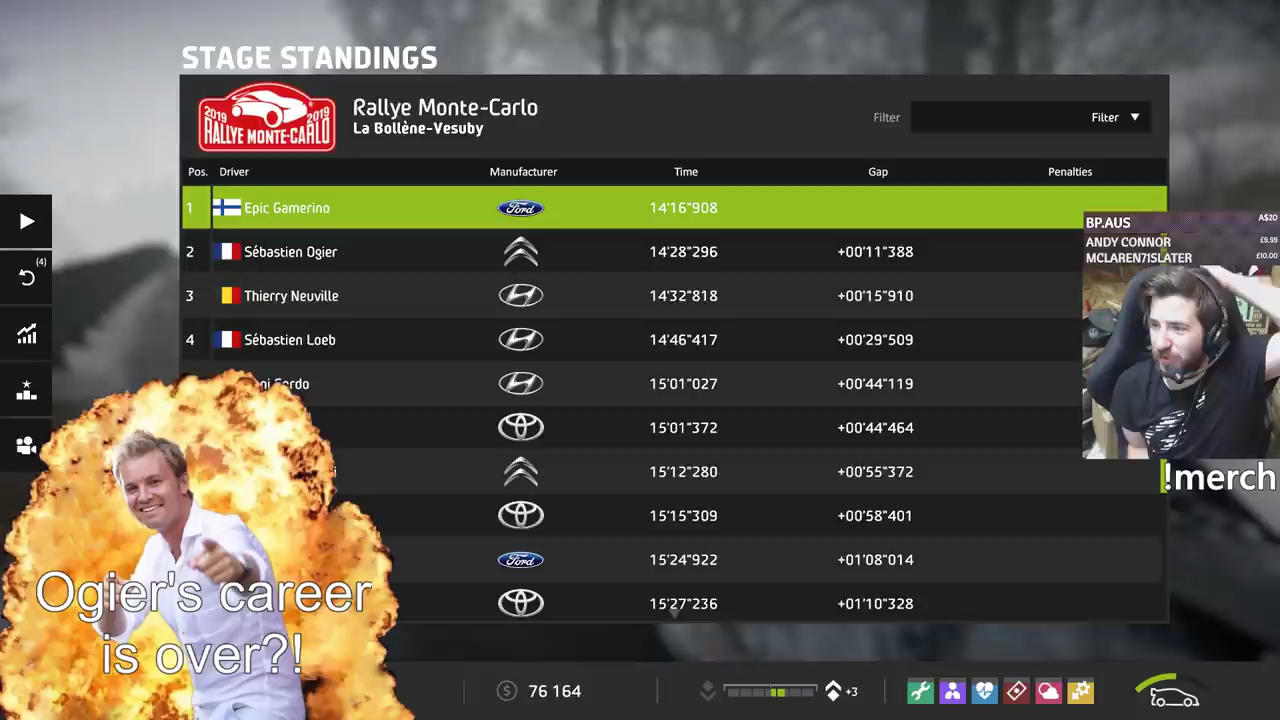 STAGE STANDINGS
2019 RALLYE MONTE-CARLO 2019
Rallye Monte-Carlo
La Bollène-Vesuby
Filter Filter
Pos. Driver Manufacturer Time Gap Penalties
1 Epic Gamerino Ford 14'16"908
2 Sébastien Ogier 14'28"296 +00'11"388
3 Thierry Neuville 14'32"818 +00'15"910
4 Sébastien Loeb 14'46"417 +00'29"509
15'01"027 +00'44"119
15'01"372 +00'44"464
15'12"280 +00'55"372
15'15"309 +00'58"401
Ford 15'24"922 +01'08"014
15'27"236 +01'10"328
(4)
BP.AUS A$20
ANDY CONNOR £9.99
MCLAREN71SLATER £10.00
!merch
Ogier's career
is over?!
$ 76 164
+3